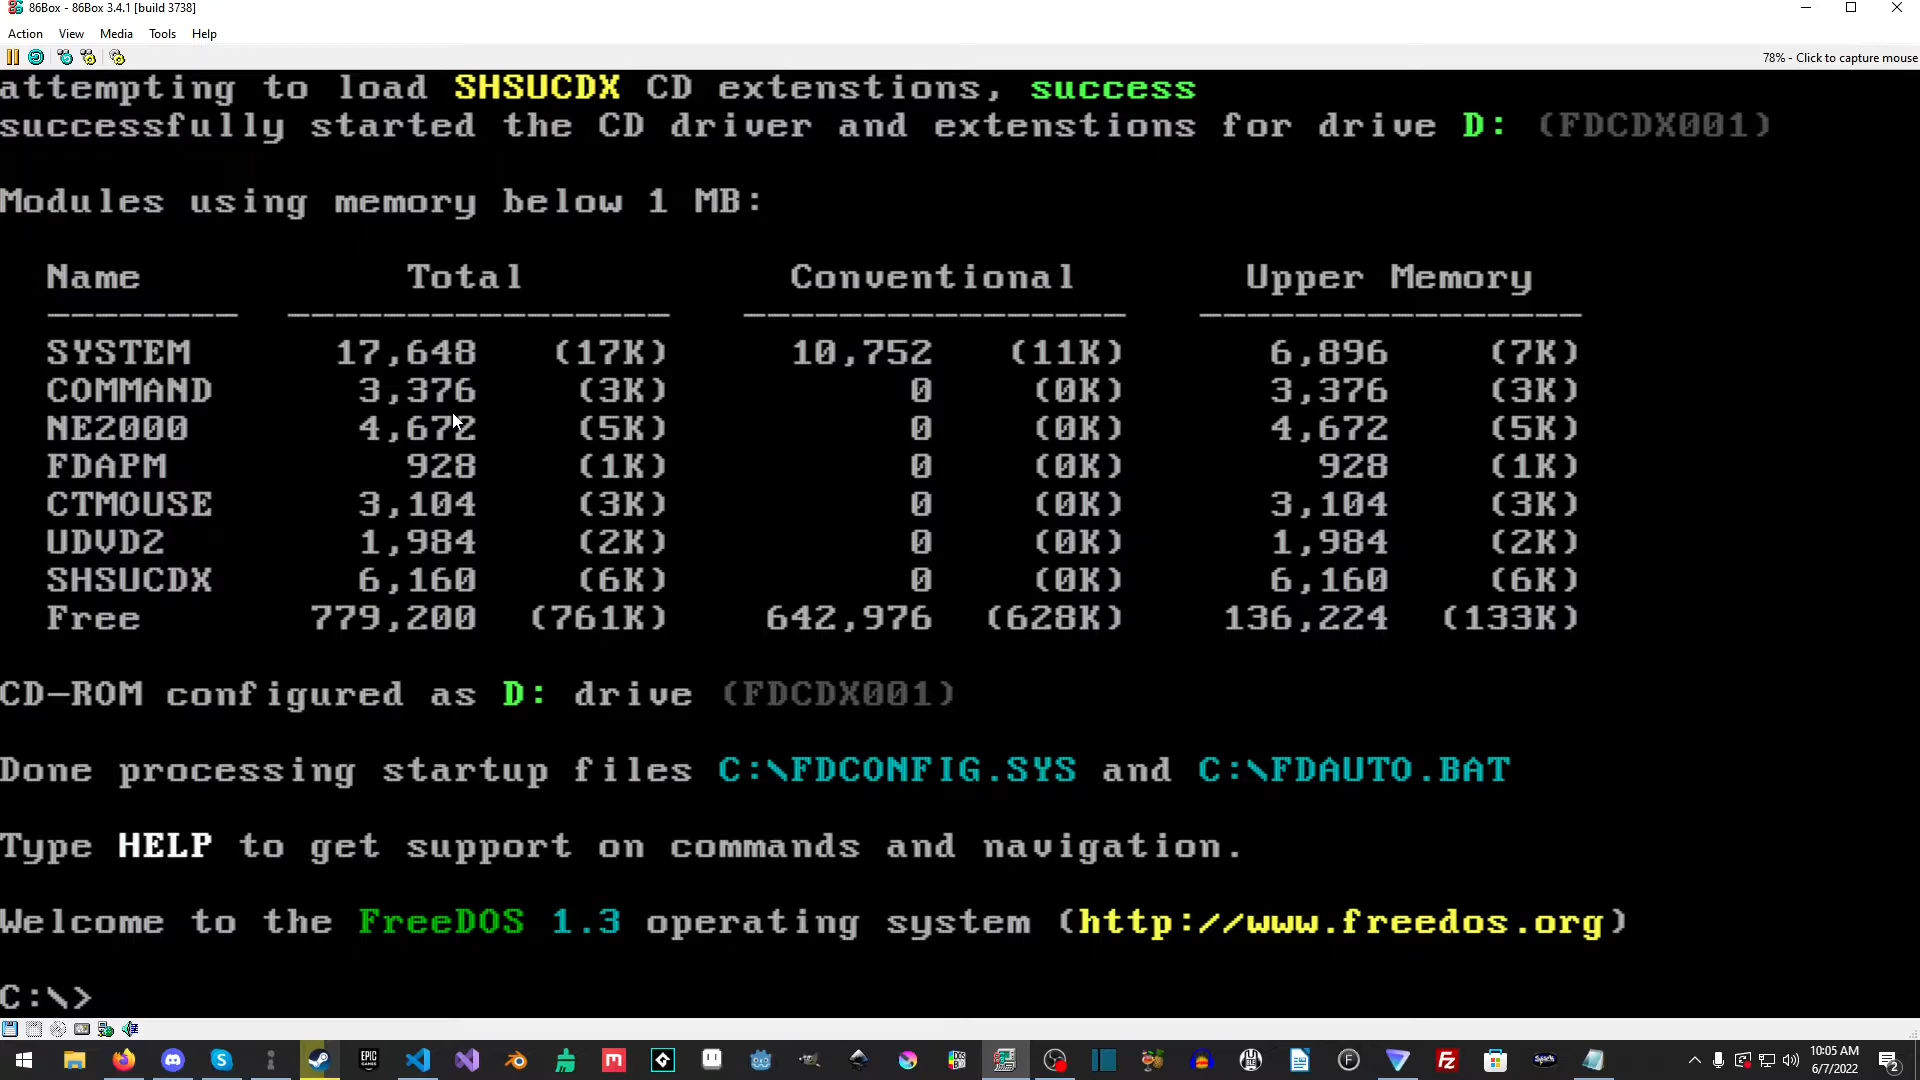 86Box - 86Box 3.4.1 [build 3738]
Action View Media Tools Help
78% - Click to capture mouse
attempting to load SHSUCDX CD extenstions, success
successfully started the CD driver and extenstions for drive D: (FDCDX001)
Modules using memory below 1 MB:
Name Total Conventional Upper Memory
-------- ---------------- ---------------- ----------------
SYSTEM 17,648 (17K) 10,752 (11K) 6,896 (7K)
COMMAND 3,376 (3K) 0 (0K) 3,376 (3K)
NE2000 4,672 (5K) 0 (0K) 4,672 (5K)
FDAPM 928 (1K) 0 (0K) 928 (1K)
CTMOUSE 3,104 (3K) 0 (0K) 3,104 (3K)
UDVD2 1,984 (2K) 0 (0K) 1,984 (2K)
SHSUCDX 6,160 (6K) 0 (0K) 6,160 (6K)
Free 779,200 (761K) 642,976 (628K) 136,224 (133K)
CD-ROM configured as D: drive (FDCDX001)
Done processing startup files C:\FDCONFIG.SYS and C:\FDAUTO.BAT
Type HELP to get support on commands and navigation.
Welcome to the FreeDOS 1.3 operating system (http://www.freedos.org)
C:\>
EPIC GAMES
10:05 AM
6/7/2022
2